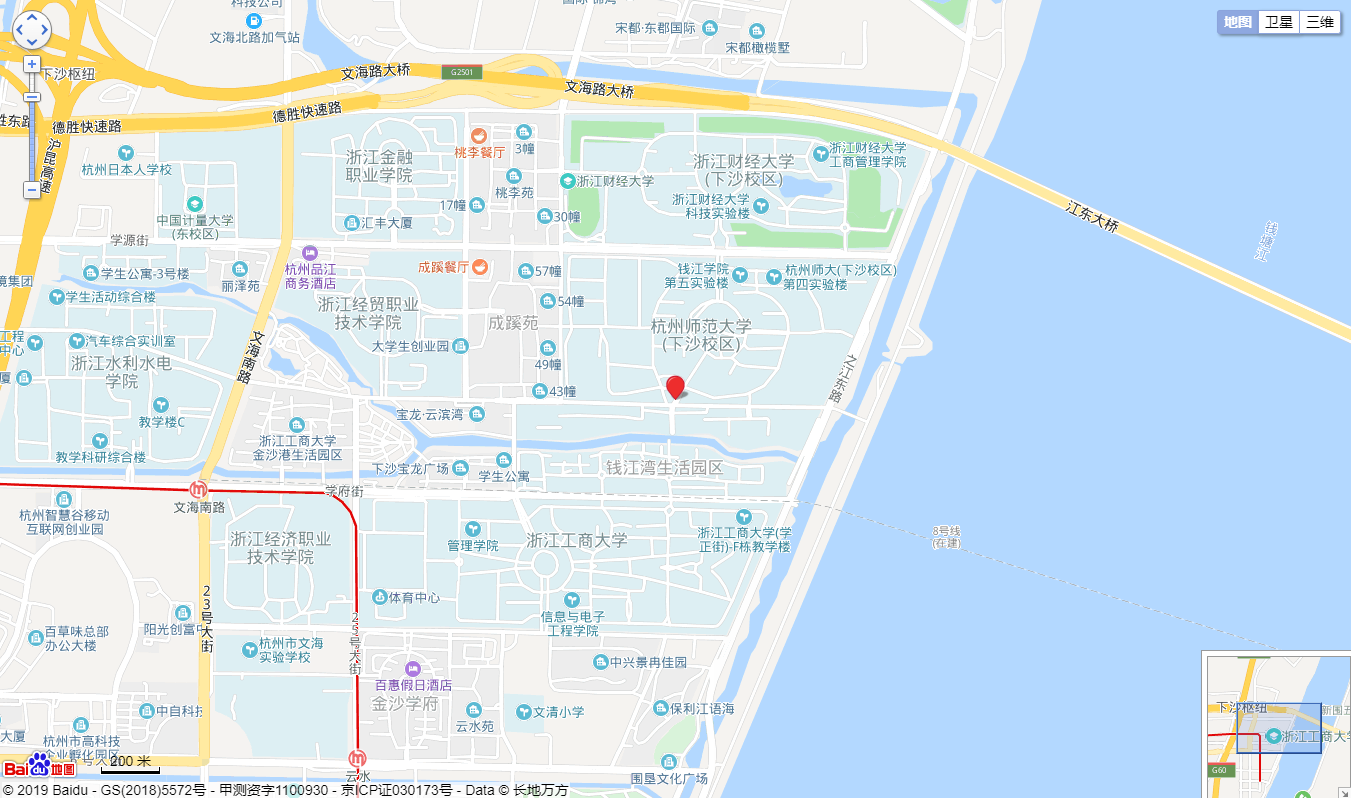 科技公司
文海北路加气站
宋都·东郡国际
宋都橄榄墅
地图
卫星
三维
下沙枢纽
文海路大桥
G2501
文海路大桥
胜东路
德胜快速路
德胜快速路
沪昆高速
杭州日本人学校
浙江金融
职业学院
桃李餐厅
3幢
桃李苑
浙江财经大学
浙江财经大学
(下沙校区)
浙江财经大学
工商管理学院
浙江财经大学
科技实验楼
17幢
30幢
汇丰大厦
中国计量大学
(东校区)
学源街
江东大桥
钱塘江
杭州品江
商务酒店
成蹊餐厅
57幢
钱江学院
第五实验楼
杭州师大(下沙校区)
第四实验楼
境集团
学生公寓-3号楼
丽泽苑
学生活动综合楼
浙江经贸职业
技术学院
54幢
成蹊苑
杭州师范大学
(下沙校区)
工程
中心
汽车综合实训室
文海南路
大学生创业园
49幢
浙江水利水电
学院
厦
43幢
之江东路
教学楼C
宝龙·云滨湾
浙江工商大学
金沙港生活园区
教学科研综合楼
下沙宝龙广场
学生公寓
钱江湾生活园区
学府街
文海南路
杭州智慧谷移动
互联网创业园
浙江经济职业
技术学院
管理学院
浙江工商大学
浙江工商大学(学
正街)-F栋教学楼
8号线
(在建)
23号大街
体育中心
信息与电子
工程学院
25号大街
阳光创富中
百草味总部
办公大楼
杭州市文海
实验学校
中兴景冉佳园
百惠假日酒店
金沙学府
云水苑
文清小学
保利江语海
中自科技
大厦
杭州市高科技
企业孵化园区
号大街
围垦文化广场
云水
200 米
Bai du 地图
下沙枢纽
新围五
浙江工商大学
G60
© 2019 Baidu - GS(2018)5572号 - 甲测资字1100930 - 京ICP证030173号 - Data © 长地万方